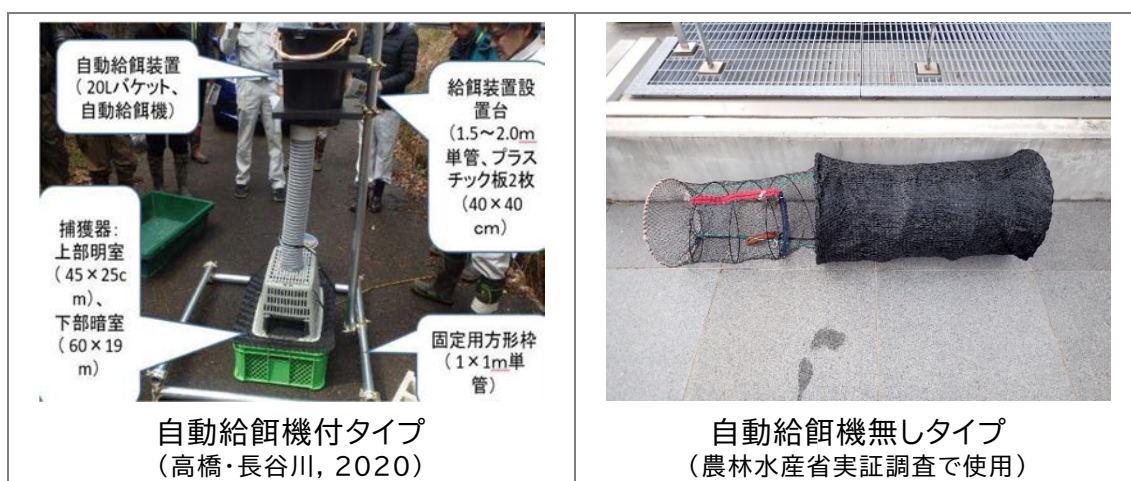 自動給餌装置
(20Lバケット、
自動給餌機)
給餌装置設
置台
(1.5～2.0m
単管、プラス
チック板2枚
(40×40
cm)
捕獲器：
上部明室
(45×25c
m)、
下部暗室
(60×19
m)
固定用方形枠
(1×1m単
管)
自動給餌機付タイプ
(高橋・長谷川, 2020)
自動給餌機無しタイプ
(農林水産省実証調査で使用)